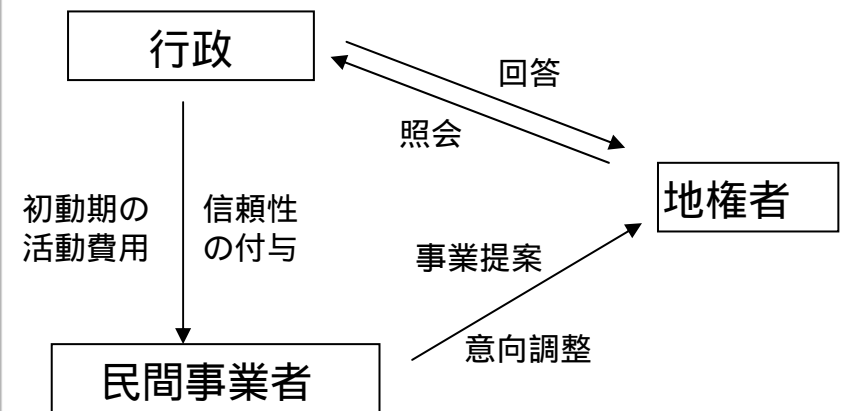 行政
回答
照会
地権者
初動期の
活動費用
信頼性
の付与
事業提案
意向調整
民間事業者